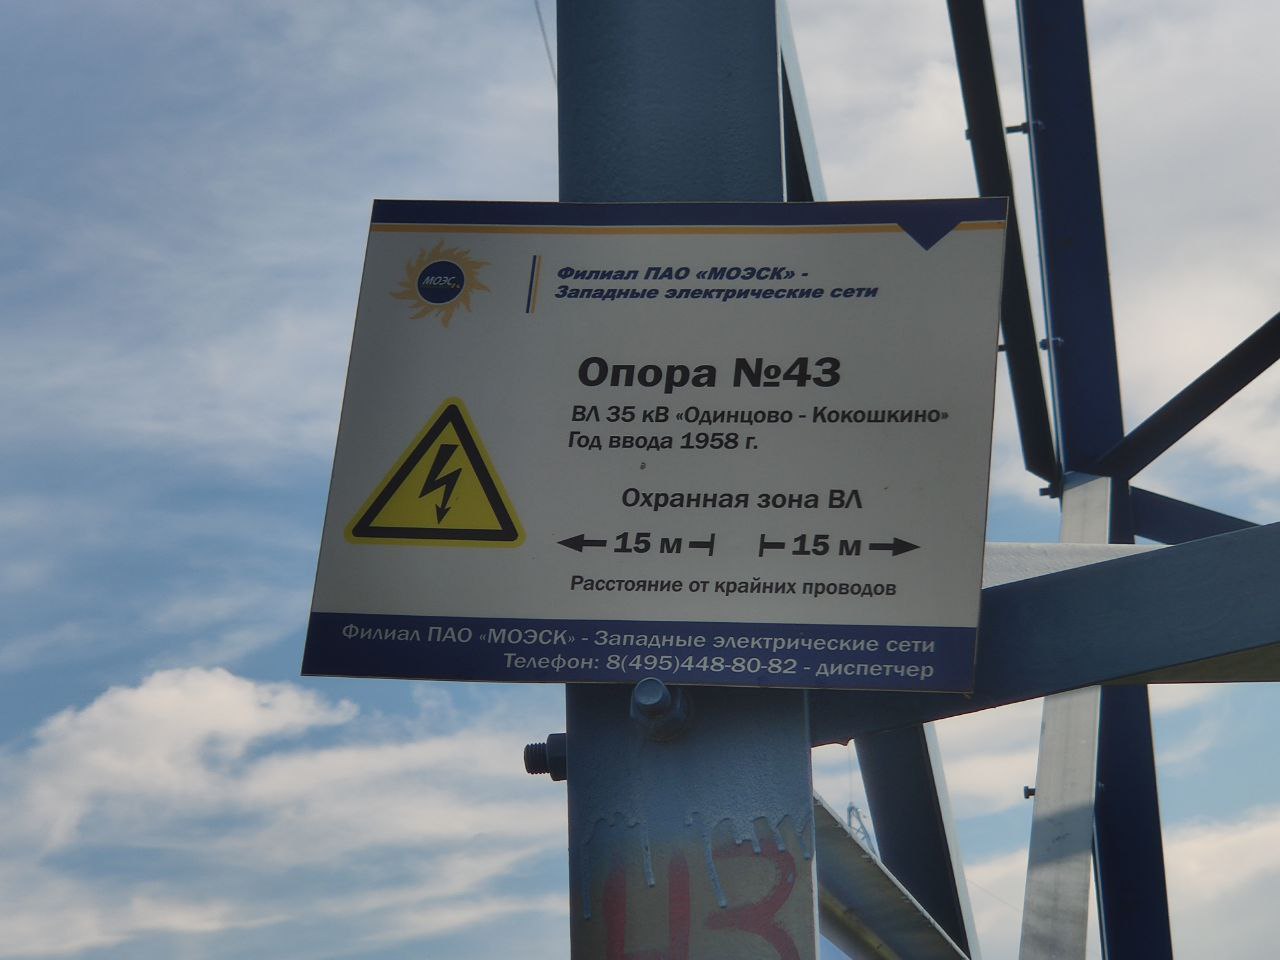 МОЭСК
Филиал ПАО «МОЭСК» -
Западные электрические сети
Опора №43
ВЛ 35 кВ «Одинцово - Кокошкино»
Год ввода 1958 г.
Охранная зона ВЛ
15 м 15 м
Расстояние от крайних проводов
Филиал ПАО «МОЭСК» - Западные электрические сети
Телефон: 8(495)448-80-82 - диспетчер
43